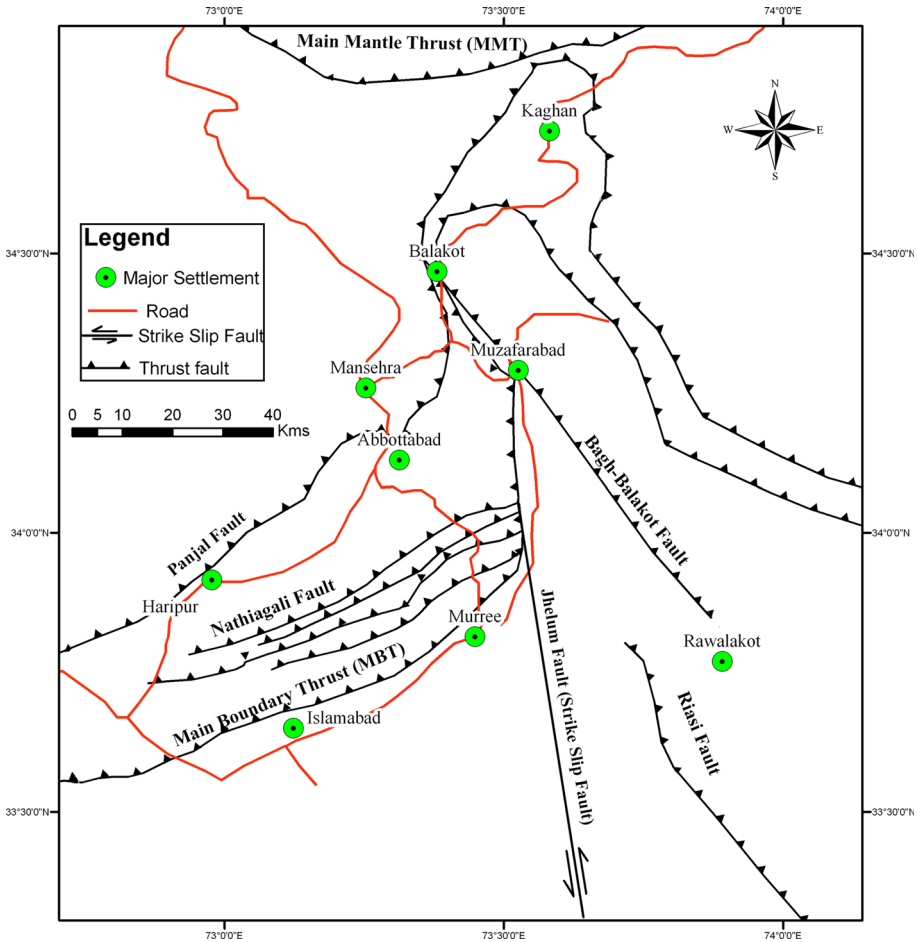 73°0'0"E 73°30'0"E 74°0'0"E
Main Mantle Thrust (MMT)
Kaghan
N
W E
S
Legend
Major Settlement
Road
Strike Slip Fault
Thrust fault
34°30'0"N 34°30'0"N
Balakot
Muzafarabad
Mansehra
0 5 10 20 30 40
Kms
Abbottabad
Bagh-Balakot Fault
Panjal Fault
34°0'0"N 34°0'0"N
Haripur
Nathiagali Fault
Murree
Jhelum Fault (Strike Slip Fault)
Rawalakot
Main Boundary Thrust (MBT)
Islamabad
Riasi Fault
33°30'0"N 33°30'0"N
73°0'0"E 73°30'0"E 74°0'0"E